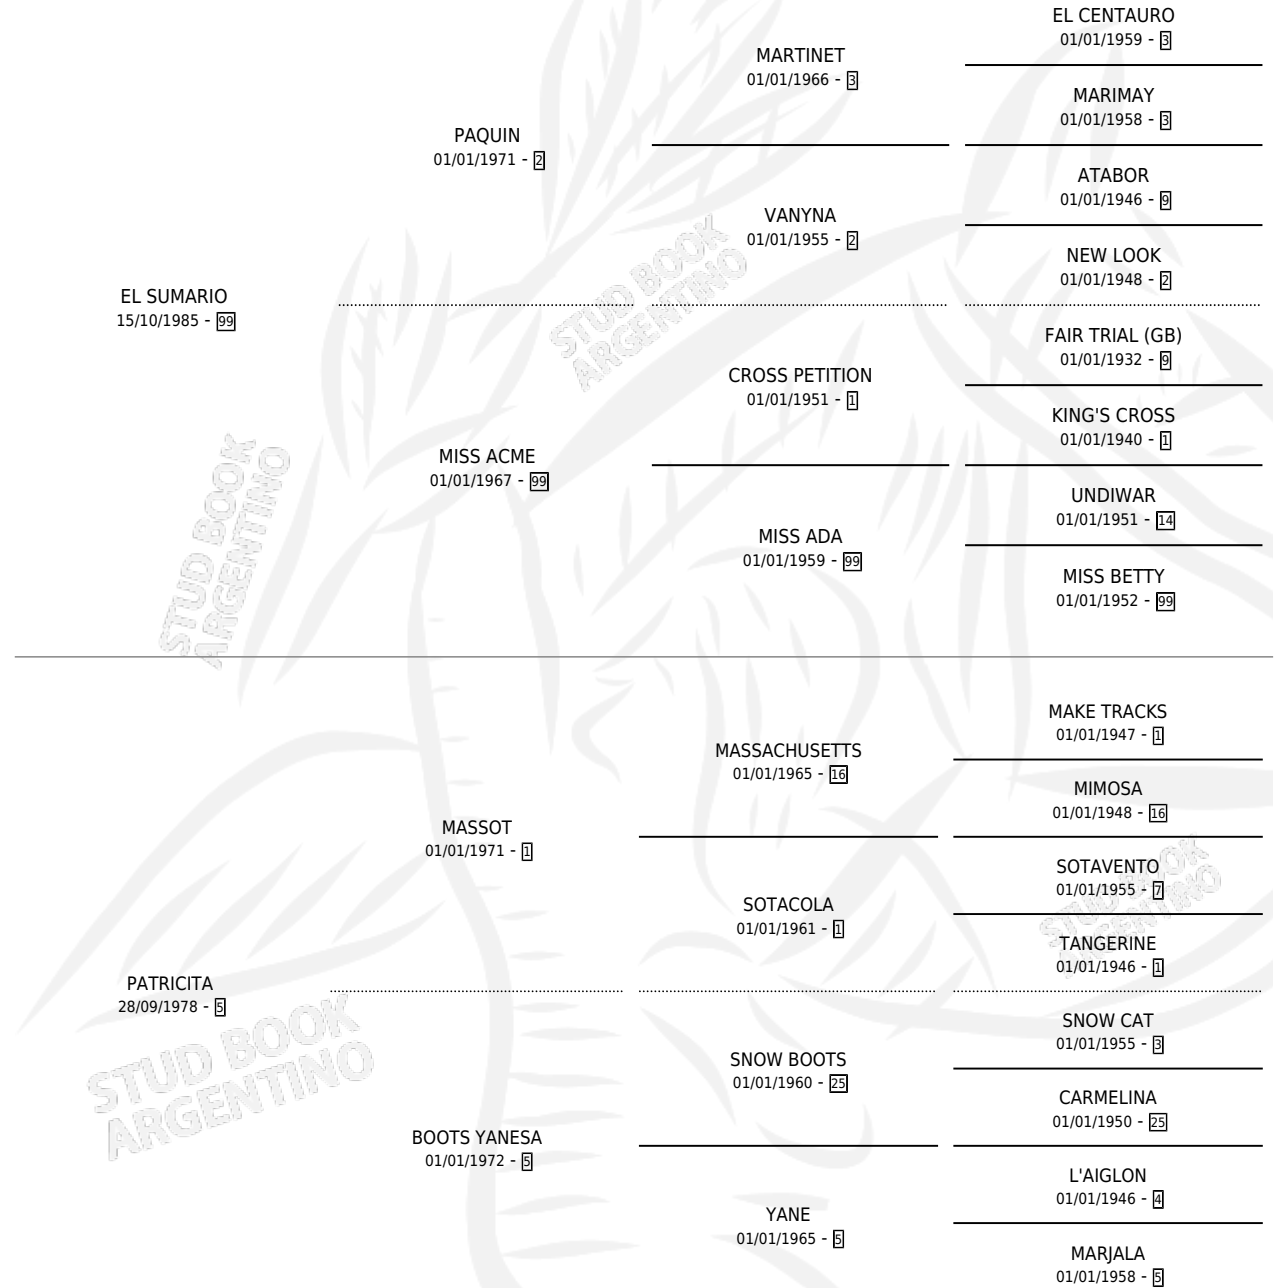 EL CENTAURO
01/01/1959 - 3
MARTINET
01/01/1966 - 3
MARIMAY
01/01/1958 - 3
PAQUIN
01/01/1971 - 2
ATABOR
01/01/1946 - 9
VANYNA
01/01/1955 - 2
NEW LOOK
01/01/1948 - 2
STUD BOOK
ARGENTINO
EL SUMARIO
15/10/1985 - 99
FAIR TRIAL (GB)
01/01/1932 - 9
CROSS PETITION
01/01/1951 - 1
KING'S CROSS
01/01/1940 - 1
MISS ACME
01/01/1967 - 99
UNDIWAR
01/01/1951 - 14
MISS ADA
01/01/1959 - 99
MISS BETTY
01/01/1952 - 99
STUD BOOK
ARGENTINO
MAKE TRACKS
01/01/1947 - 1
MASSACHUSETTS
01/01/1965 - 16
MIMOSA
01/01/1948 - 16
MASSOT
01/01/1971 - 1
SOTAVENTO
01/01/1955 - 7
SOTACOLA
01/01/1961 - 1
STUD BOOK
ARGENTINO
TANGERINE
01/01/1946 - 1
PATRICITA
28/09/1978 - 5
SNOW CAT
01/01/1955 - 3
SNOW BOOTS
01/01/1960 - 25
STUD BOOK
ARGENTINO
CARMELINA
01/01/1950 - 25
BOOTS YANESA
01/01/1972 - 5
L'AIGLON
01/01/1946 - 4
YANE
01/01/1965 - 5
MARJALA
01/01/1958 - 5